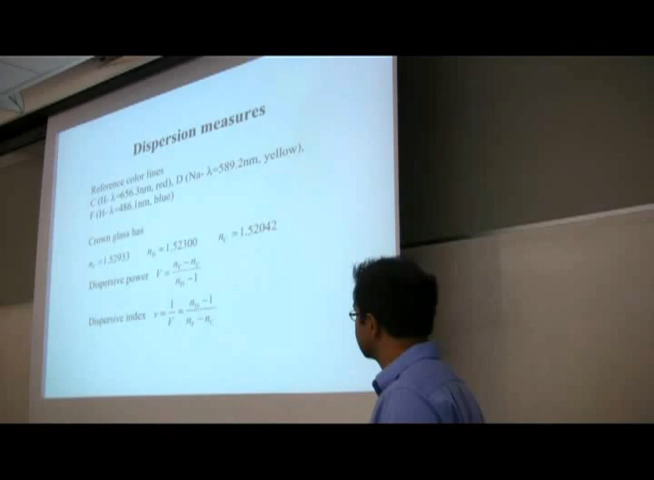 Dispersion measures
Reference color lines
C (H- λ=656.3nm, red), D (Na- λ=589.2nm, yellow),
F (H- λ=486.1nm, blue)
Crown glass has
n_F = 1.52933 n_D = 1.52300 n_C = 1.52042
Dispersive power V = (n_F − n_C)/(n_D − 1)
Dispersive index v = 1/V = (n_D − 1)/(n_F − n_C)